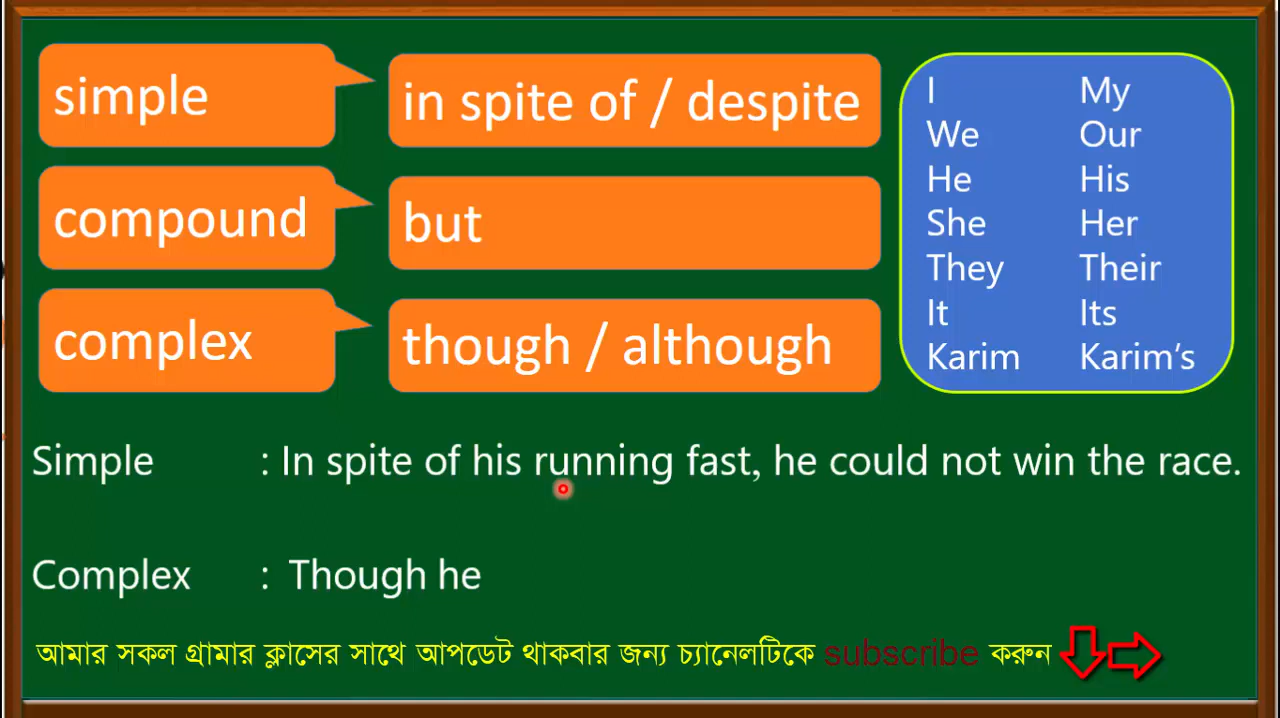 simple
in spite of / despite
compound
but
complex
though / although
I My
We Our
He His
She Her
They Their
It Its
Karim Karim's
Simple : In spite of his running fast, he could not win the race.
Complex : Though he
আমার সকল গ্রামার ক্লাসের সাথে আপডেট থাকবার জন্য চ্যানেলটিকে subscribe করুন